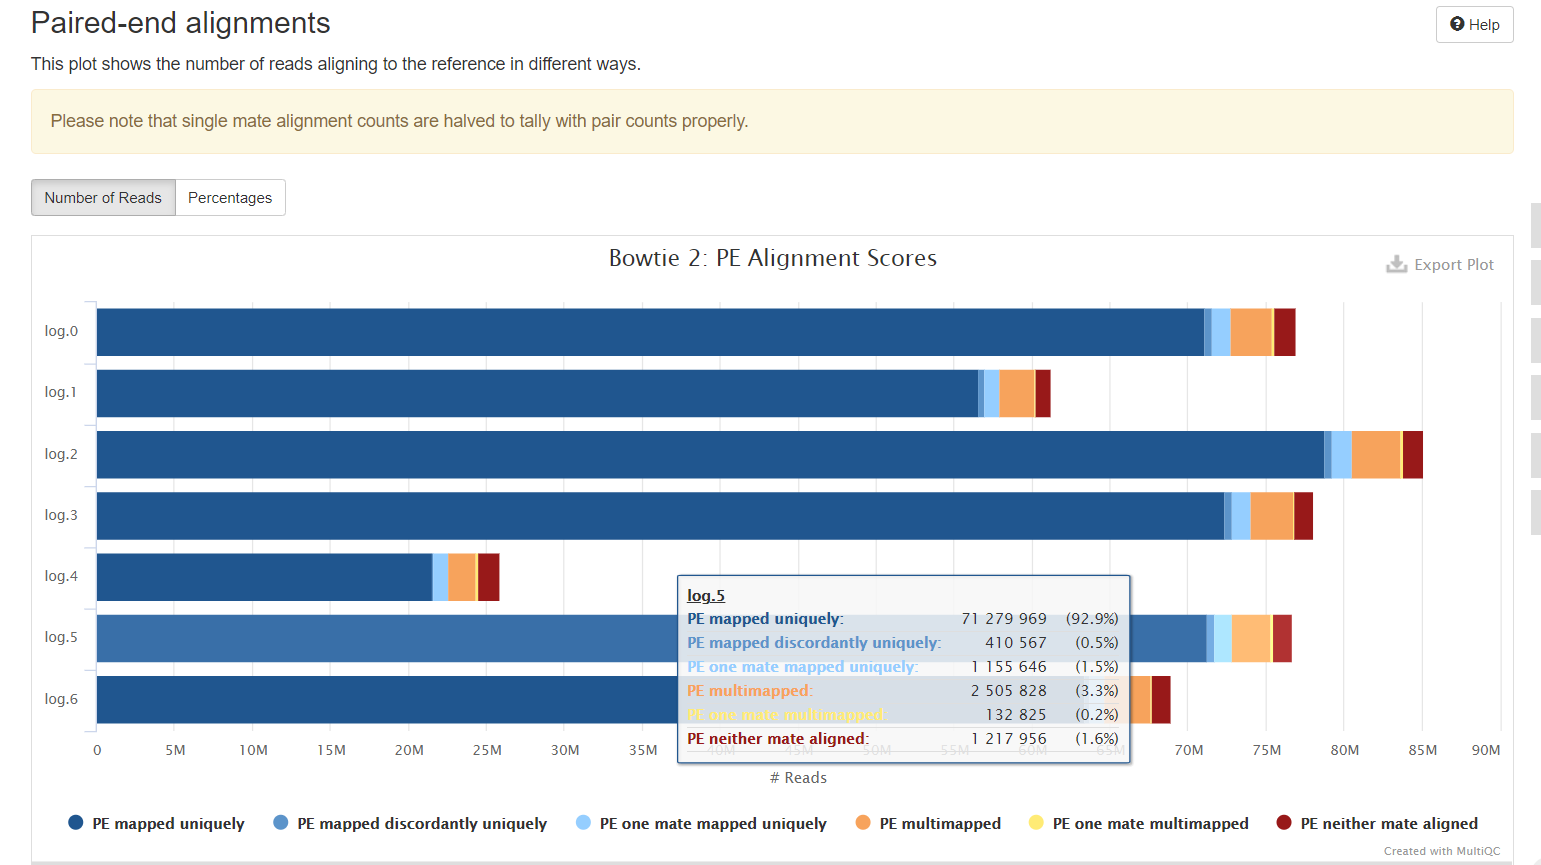 Paired-end alignments
Help
This plot shows the number of reads aligning to the reference in different ways.
Please note that single mate alignment counts are halved to tally with pair counts properly.
Number of Reads Percentages
Bowtie 2: PE Alignment Scores
Export Plot
log.0
log.1
log.2
log.3
log.4
log.5
log.6
log.5
PE mapped uniquely: 71 279 969 (92.9%)
PE mapped discordantly uniquely: 410 567 (0.5%)
PE one mate mapped uniquely: 1 155 646 (1.5%)
PE multimapped: 2 505 828 (3.3%)
PE one mate multimapped: 132 825 (0.2%)
PE neither mate aligned: 1 217 956 (1.6%)
0 5M 10M 15M 20M 25M 30M 35M 40M 45M 50M 55M 60M 65M 70M 75M 80M 85M 90M
# Reads
PE mapped uniquely PE mapped discordantly uniquely PE one mate mapped uniquely PE multimapped PE one mate multimapped PE neither mate aligned
Created with MultiQC